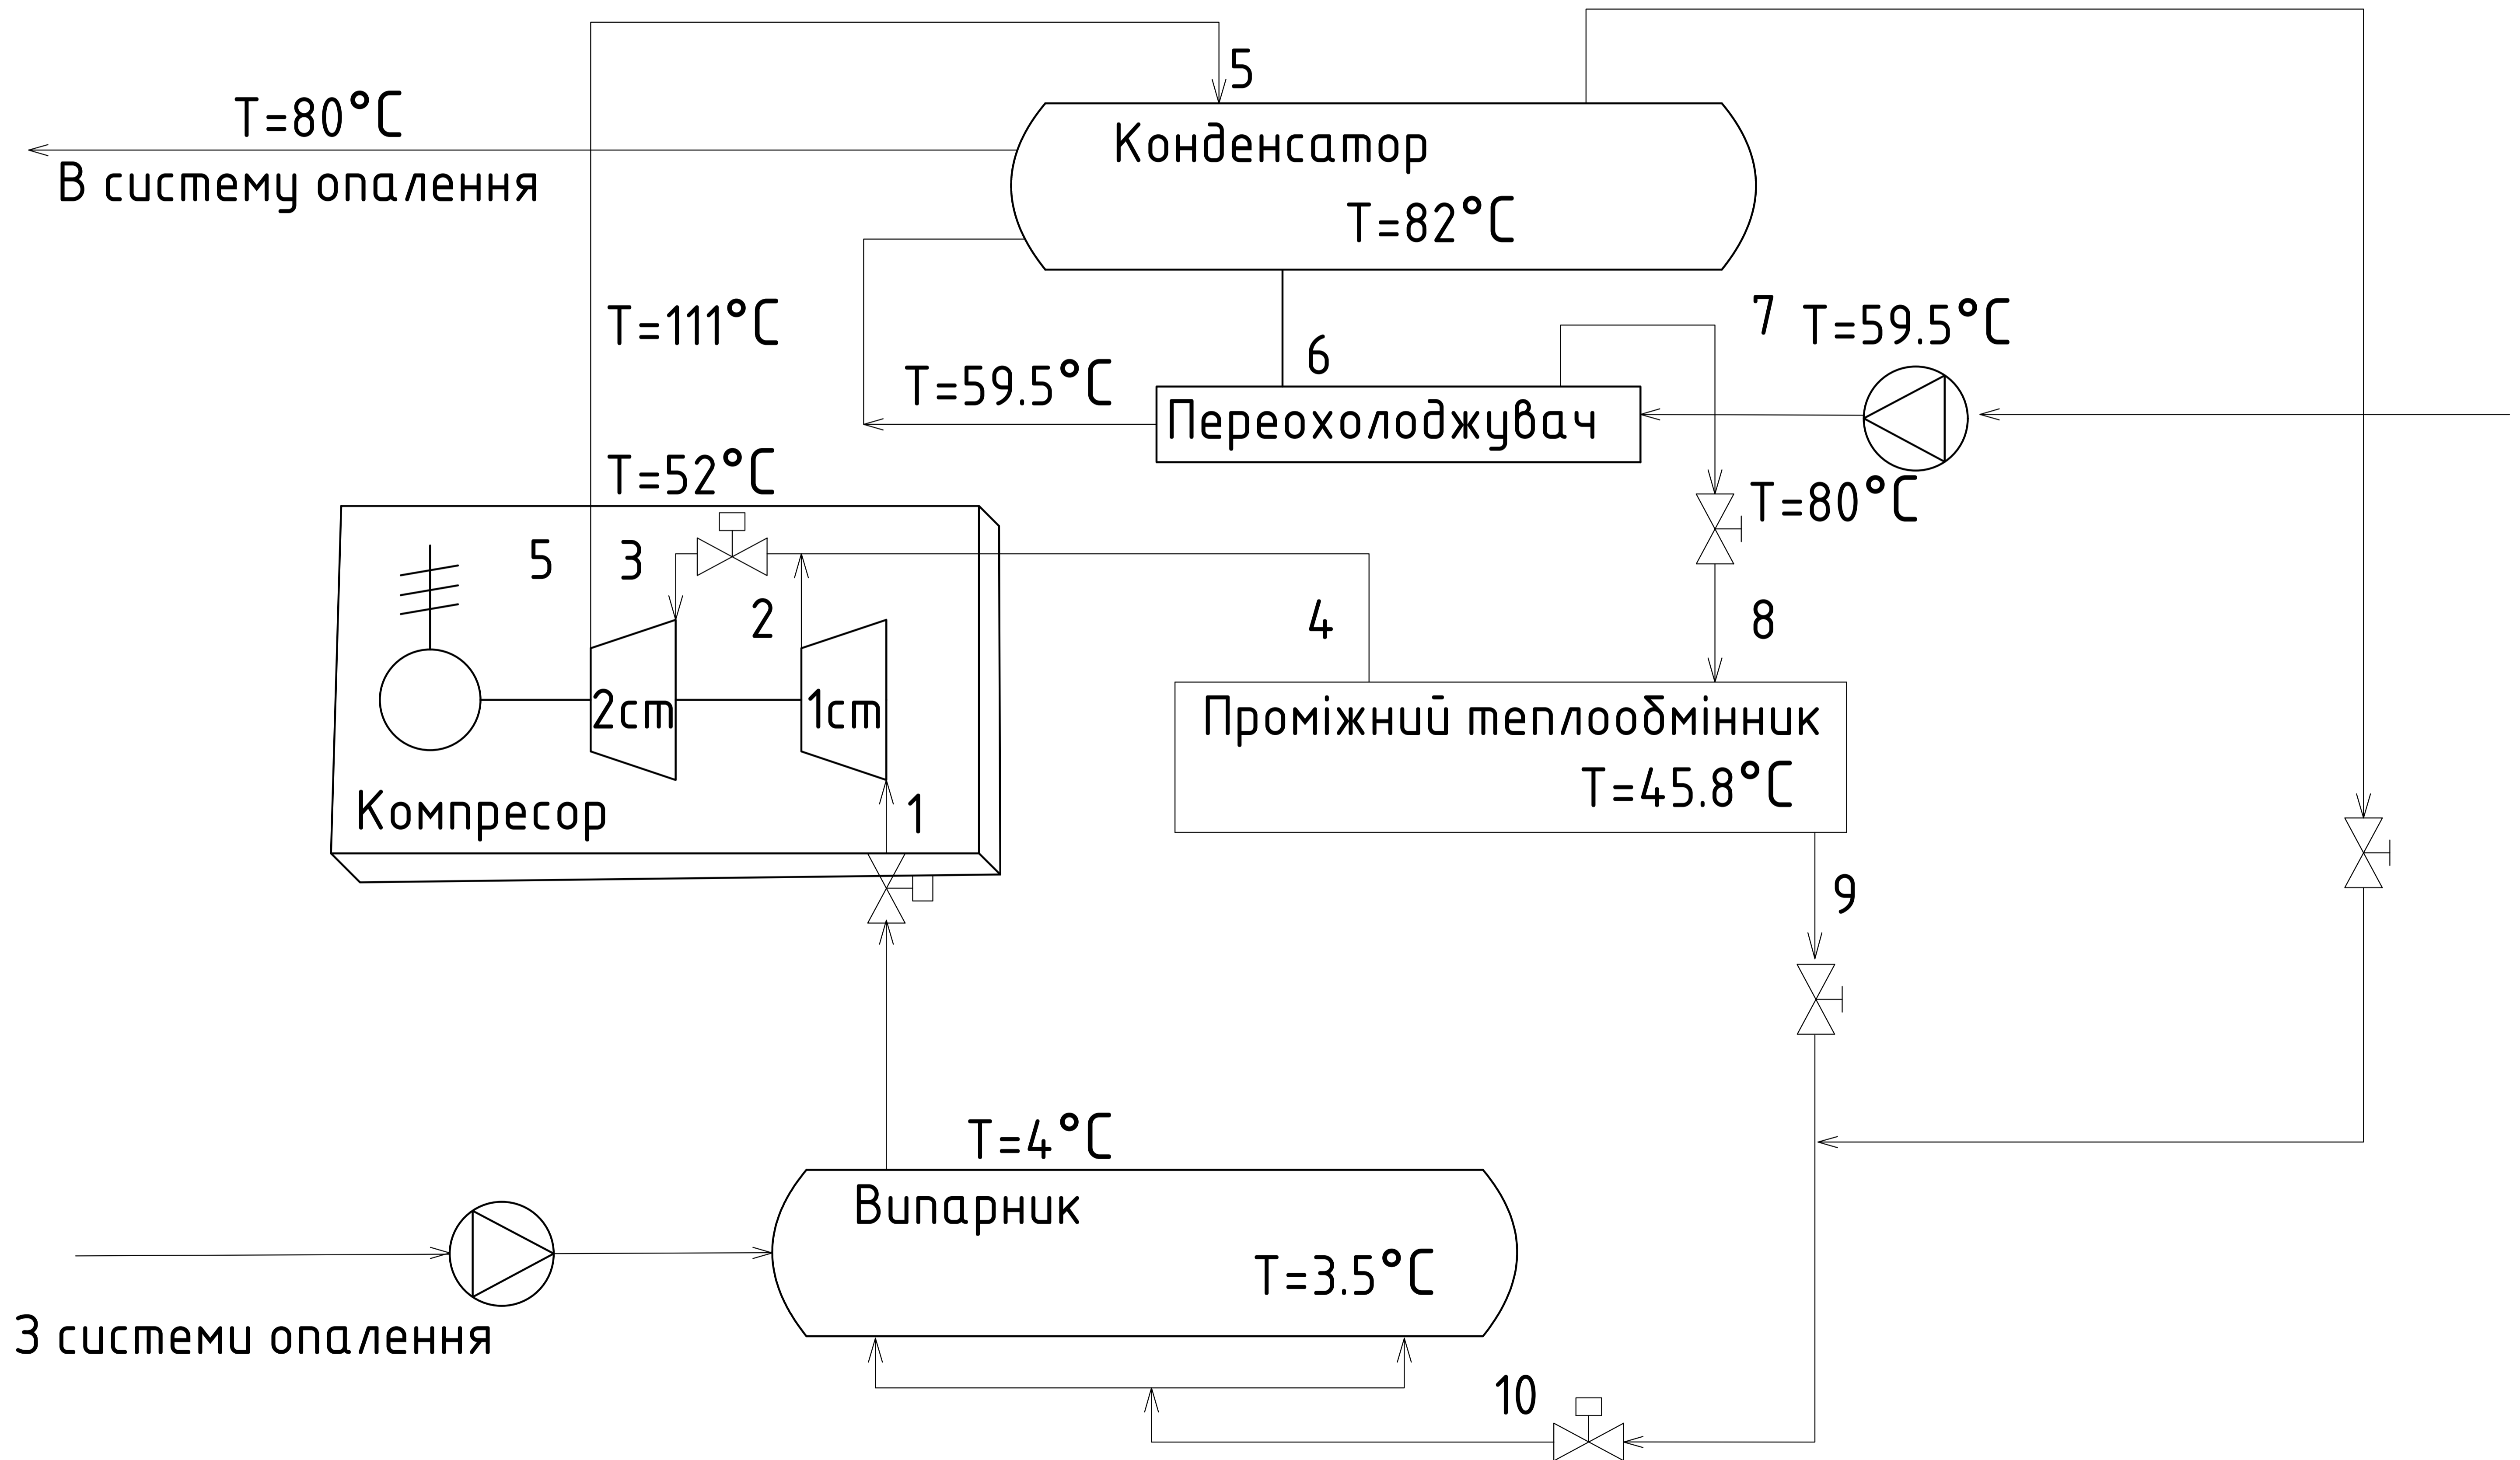 5
T=80°C
В систему опалення
Конденсатор
T=82°C
T=111°C
7
T=59.5°C
6
T=59.5°C
Переохолоджувач
T=52°C
T=80°C
5
3
2
4
8
2ст
1ст
Проміжний теплообмінник
T=45.8°C
Компресор
1
9
T=4°C
Випарник
T=3.5°C
З системи опалення
10